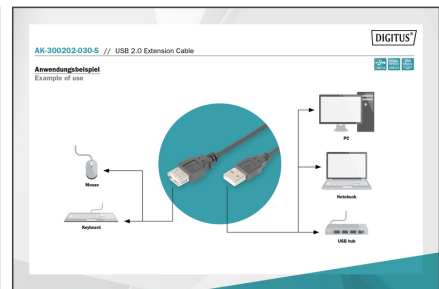 DIGITUS®
AK-300202-030-S // USB 2.0 Extension Cable
Anwendungsbeispiel
Example of use
PC
Mouse
Notebook
Keyboard
USB hub